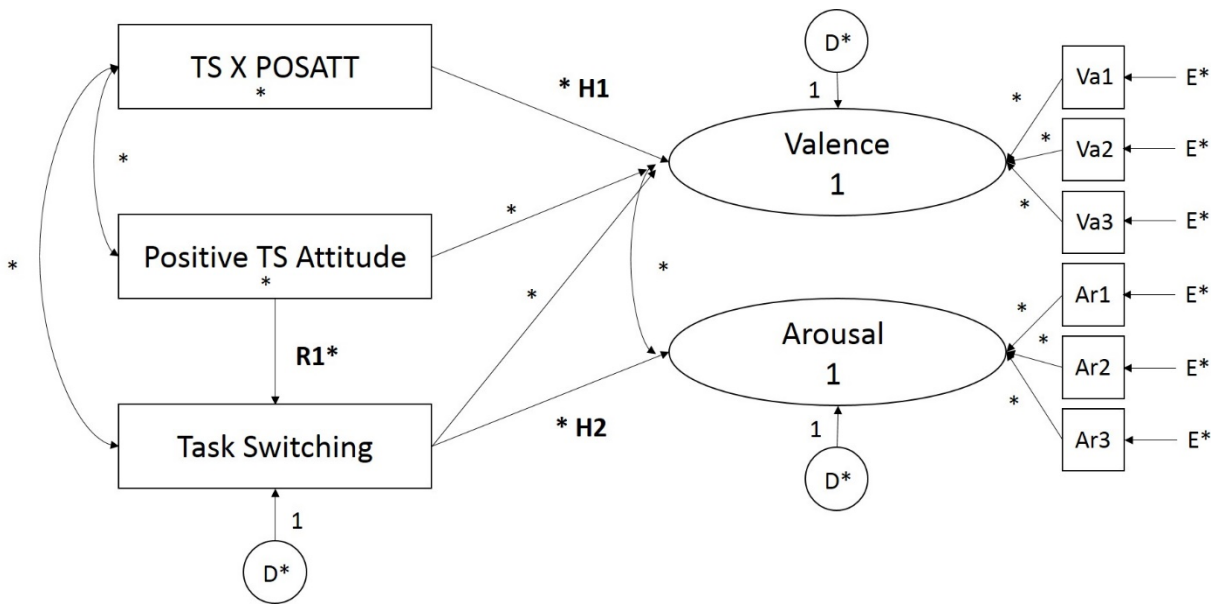 TS X POSATT
*
* H1
D*
1
Valence
1
Va1
E*
*
Va2
E*
*
Va3
E*
*
*
*
Positive TS Attitude
*
*
*
*
R1*
Arousal
1
Ar1
E*
*
Ar2
E*
*
Ar3
E*
*
Task Switching
* H2
1
D*
1
D*